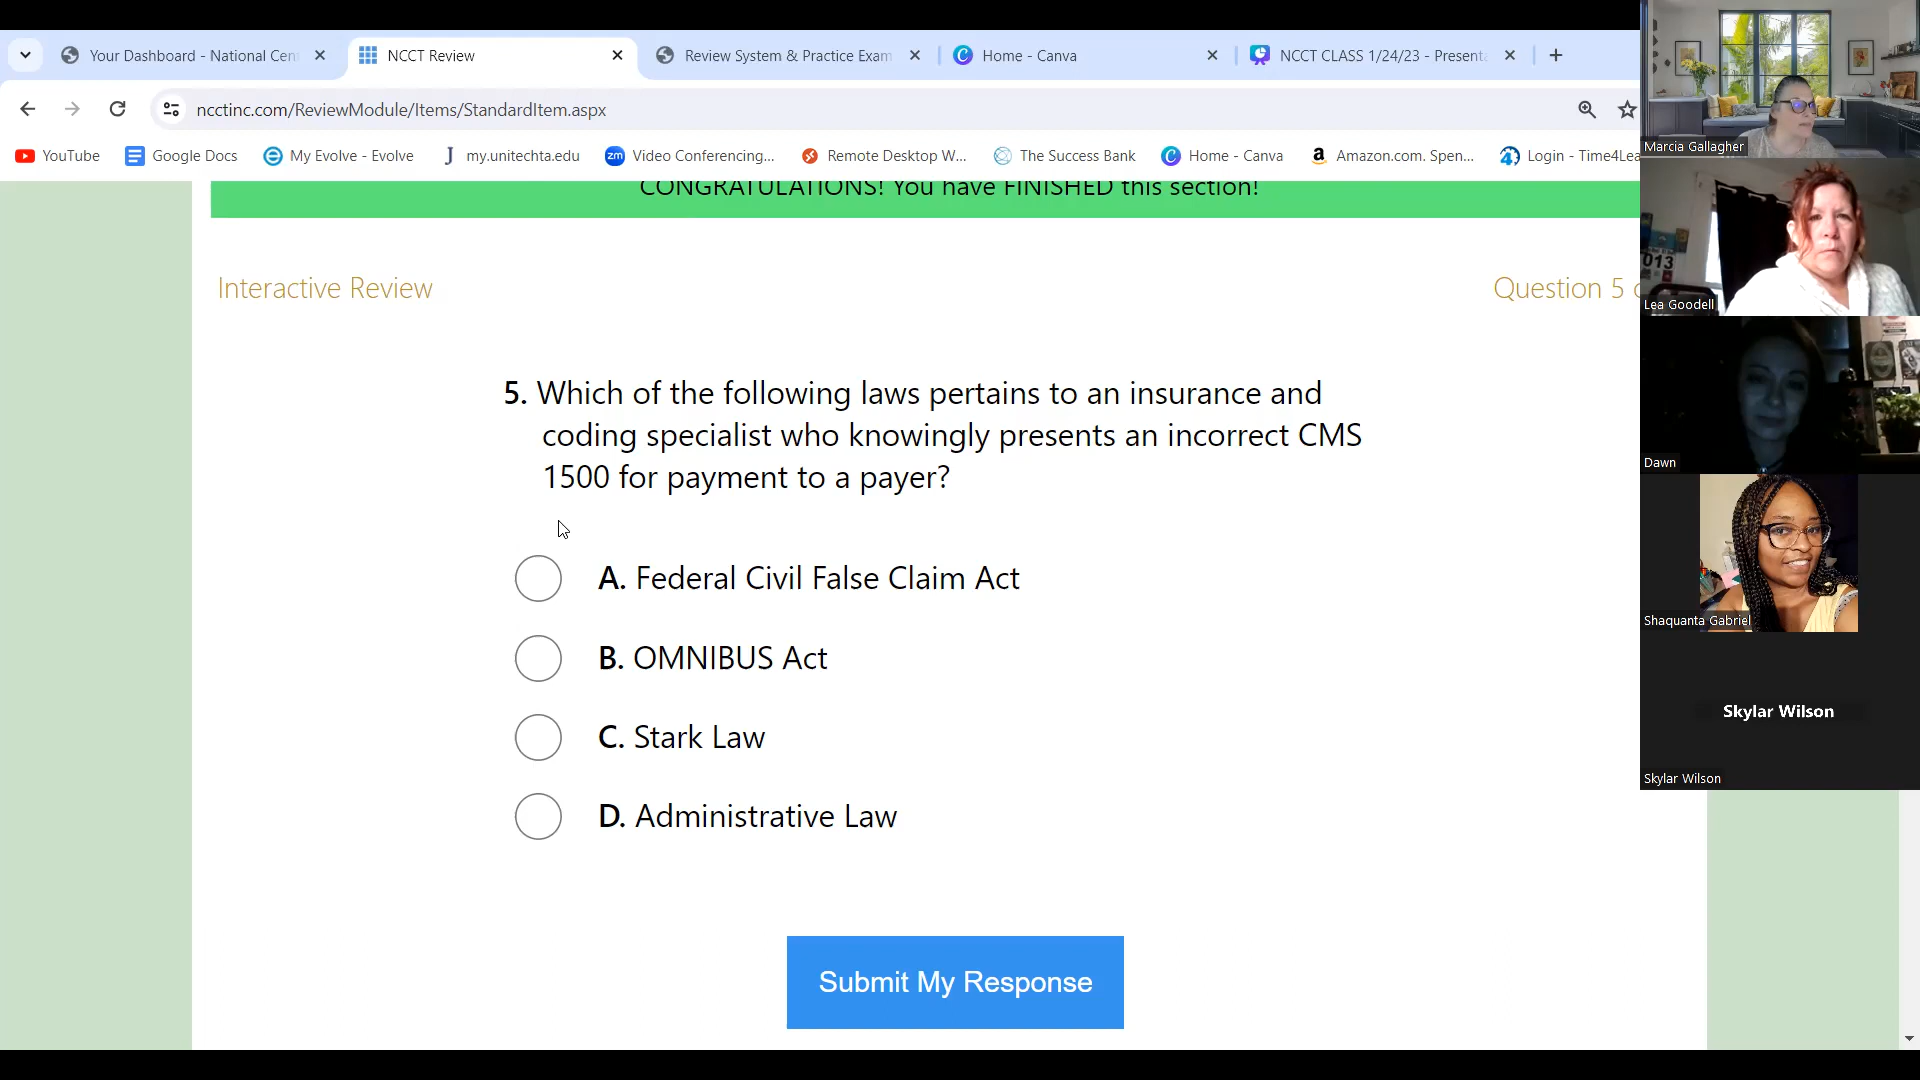 Your Dashboard - National Cen
NCCT Review
Review System & Practice Exam
Home - Canva
NCCT CLASS 1/24/23 - Presenta
ncctinc.com/ReviewModule/Items/StandardItem.aspx
YouTube
Google Docs
My Evolve - Evolve
my.unitechta.edu
zm Video Conferencing...
Remote Desktop W...
The Success Bank
Home - Canva
a Amazon.com. Spen...
Login - Time4Lea
CONGRATULATIONS! You have FINISHED this section!
Interactive Review
Question 5
5. Which of the following laws pertains to an insurance and
coding specialist who knowingly presents an incorrect CMS
1500 for payment to a payer?
A. Federal Civil False Claim Act
B. OMNIBUS Act
C. Stark Law
D. Administrative Law
Submit My Response
Marcia Gallagher
013
Lea Goodell
Dawn
Shaquanta Gabriel
Skylar Wilson
Skylar Wilson